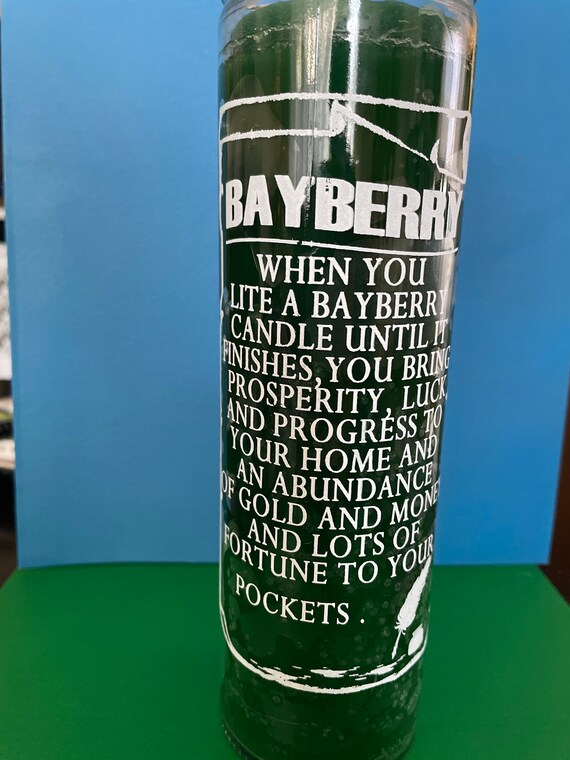 BAYBERRY
WHEN YOU
LITE A BAYBERRY
CANDLE UNTIL IT
FINISHES, YOU BRING
PROSPERITY, LUCK
AND PROGRESS TO
YOUR HOME AND
AN ABUNDANCE
OF GOLD AND MONEY
AND LOTS OF
FORTUNE TO YOUR
POCKETS .